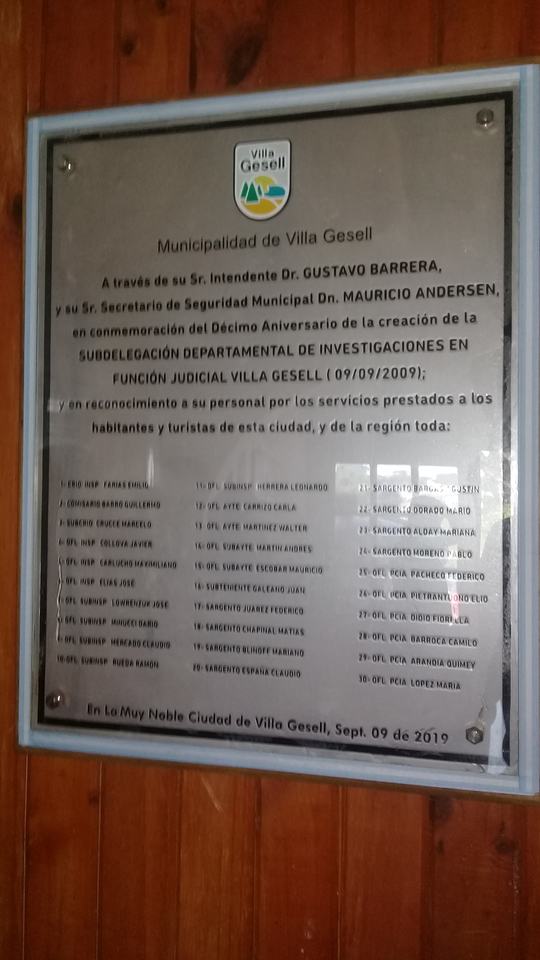 Villa
Gesell
Municipalidad de Villa Gesell
A través de su Sr. Intendente Dr. GUSTAVO BARRERA,
y su Sr. Secretario de Seguridad Municipal Dn. MAURICIO ANDERSEN,
en conmemoración del Décimo Aniversario de la creación de la
SUBDELEGACIÓN DEPARTAMENTAL DE INVESTIGACIONES EN
FUNCIÓN JUDICIAL VILLA GESELL ( 09/09/2009);
y en reconocimiento a su personal por los servicios prestados a los
habitantes y turistas de esta ciudad, y de la región toda:
1- CRIO INSP FARIAS EMILIO
2- COMISARIO BARRO GUILLERMO
3- SUBCRIO CRUCCE MARCELO
4- OFL INSP COLLOVA JAVIER
5- OFL INSP CARLUCHO MAXIMILIANO
6- OFL INSP ELIAS JOSE
7- OFL SUBINSP LOWRENZUK JOSE
8- OFL SUBINSP MINUCCI DARIO
9- OFL SUBINSP MERCADO CLAUDIO
10- OFL SUBINSP RUEDA RAMON
11- OFL SUBINSP HERRERA LEONARDO
12- OFL AYTE CARRIZO CARLA
13 OFL AYTE MARTINEZ WALTER
14- OFL SUBAYTE MARTIN ANDRES
15- OFL SUBAYTE ESCOBAR MAURICIO
16- SUBTENIENTE GALEANO JUAN
17- SARGENTO JUAREZ FEDERICO
18- SARGENTO CHAPINAL MATIAS
19- SARGENTO BLIHOFF MARIANO
20- SARGENTO ESPAÑA CLAUDIO
21- SARGENTO AGUSTIN
22- SARGENTO DORADO MARIO
23- SARGENTO ALDAY MARIANA
24- SARGENTO MORENO PABLO
25- OFL PCIA PACHECO FEDERICO
26- OFL PCIA PIETRANTUONO ELIO
27- OFL PCIA DIDIO FIORELLA
28- OFL PCIA BARROCA CAMILO
29- OFL PCIA ARANDIA QUIMEY
30- OFL PCIA LOPEZ MARIA
En La Muy Noble Ciudad de Villa Gesell, Sept. 09 de 2019